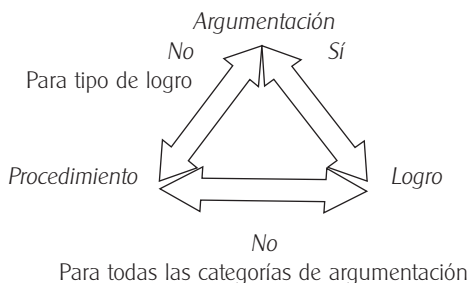 Argumentación
No Sí
Para tipo de logro
Procedimiento Logro
No
Para todas las categorías de argumentación